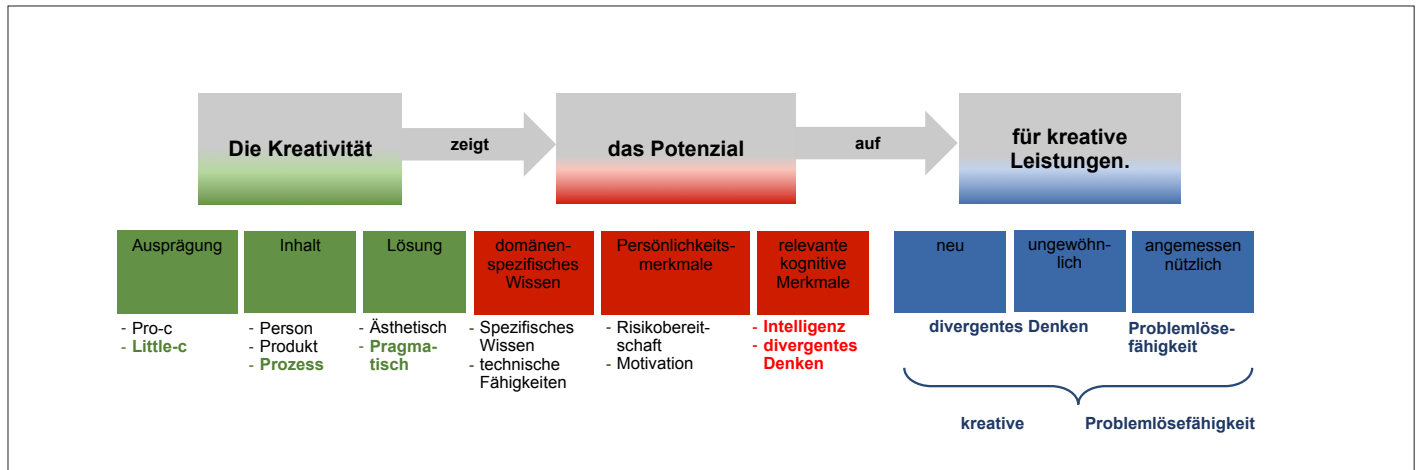 Die Kreativität
zeigt
das Potenzial
auf
für kreative
Leistungen.
Ausprägung
- Pro-c
- Little-c
Inhalt
- Person
- Produkt
- Prozess
Lösung
- Ästhetisch
- Pragma-
tisch
domänen-
spezifisches
Wissen
- Spezifisches
Wissen
- technische
Fähigkeiten
Persönlichkeits-
merkmale
- Risikobereit-
schaft
- Motivation
relevante
kognitive
Merkmale
- Intelligenz
- divergentes
Denken
neu
ungewöhn-
lich
angemessen
nützlich
divergentes Denken
Problemlöse-
fähigkeit
kreative Problemlösefähigkeit